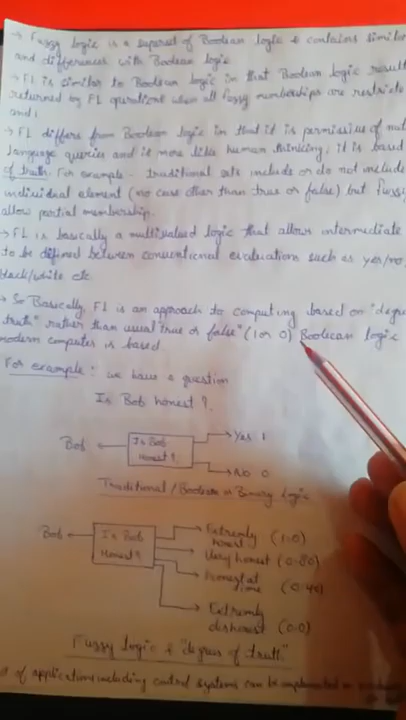 → Fuzzy logic is a superset of Boolean logic & contains similar
and differences with Boolean logic
→ FL is similar to Boolean logic in that Boolean logic result
returned by FL operations when all fuzzy memberships are restricte
and 1
→ FL differs from Boolean logic in that it is permissive of nat
language queries and it more like human thinking, it is based
of truth. For example - traditional sets include or do not include
individual element (no case other than true or false) but Fuzzy
allow partial membership.
→ FL is basically a multivalued logic that allows intermediate
to be defined between conventional evaluations such as yes/no,
black/white etc
→ So Basically, FL is an approach to computing based on "degre
truth" rather than usual "true or false" (1 or 0) Boolean logic
modern computer is based
For example: we have a question
Is Bob honest?
Bob
Is Bob
Honest?
Yes 1
No 0
Traditional / Boolean Binary Logic
Bob
Is Bob
Honest?
Extremly
honest (1.0)
Very honest (0.80)
Honest at
time (0.40)
Extremly
dishonest (0.0)
Fuzzy Logic & "degrees of truth"
of applications including control systems can be implemented